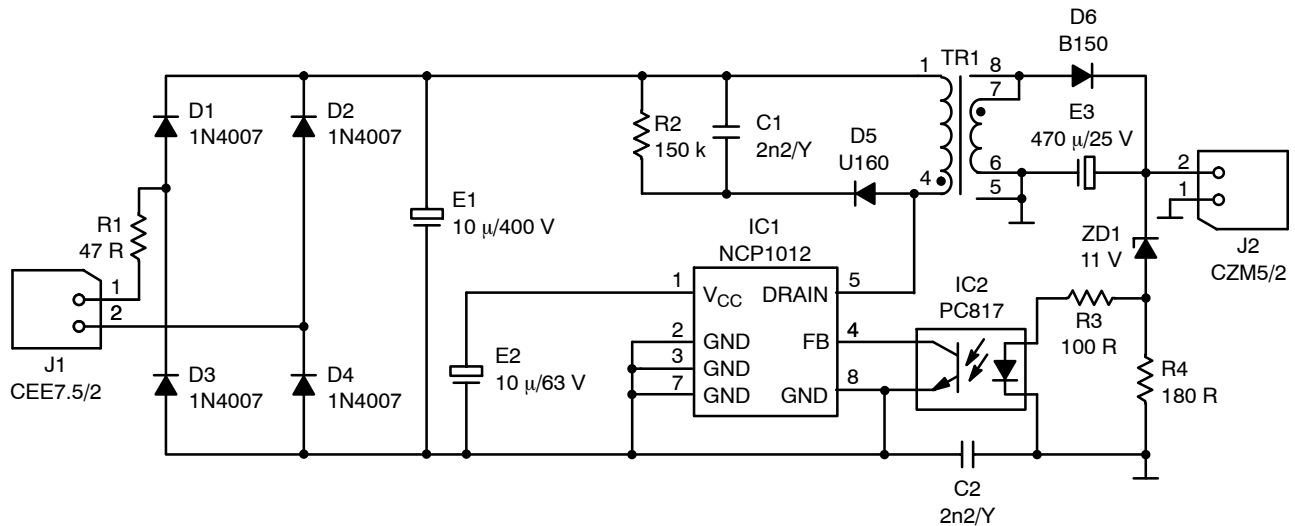 D6
B150
TR1
1
8
7
D1
1N4007
D2
1N4007
E3
470 μ/25 V
R2
150 k
C1
2n2/Y
D5
U160
4
6
5
2
1
E1
10 μ/400 V
R1
47 R
IC1
NCP1012
ZD1
11 V
J2
CZM5/2
1
2
J1
CEE7.5/2
1
VCC
DRAIN
5
IC2
PC817
R3
100 R
2
GND
FB
4
3
GND
7
GND
GND
8
E2
10 μ/63 V
D3
1N4007
D4
1N4007
R4
180 R
C2
2n2/Y